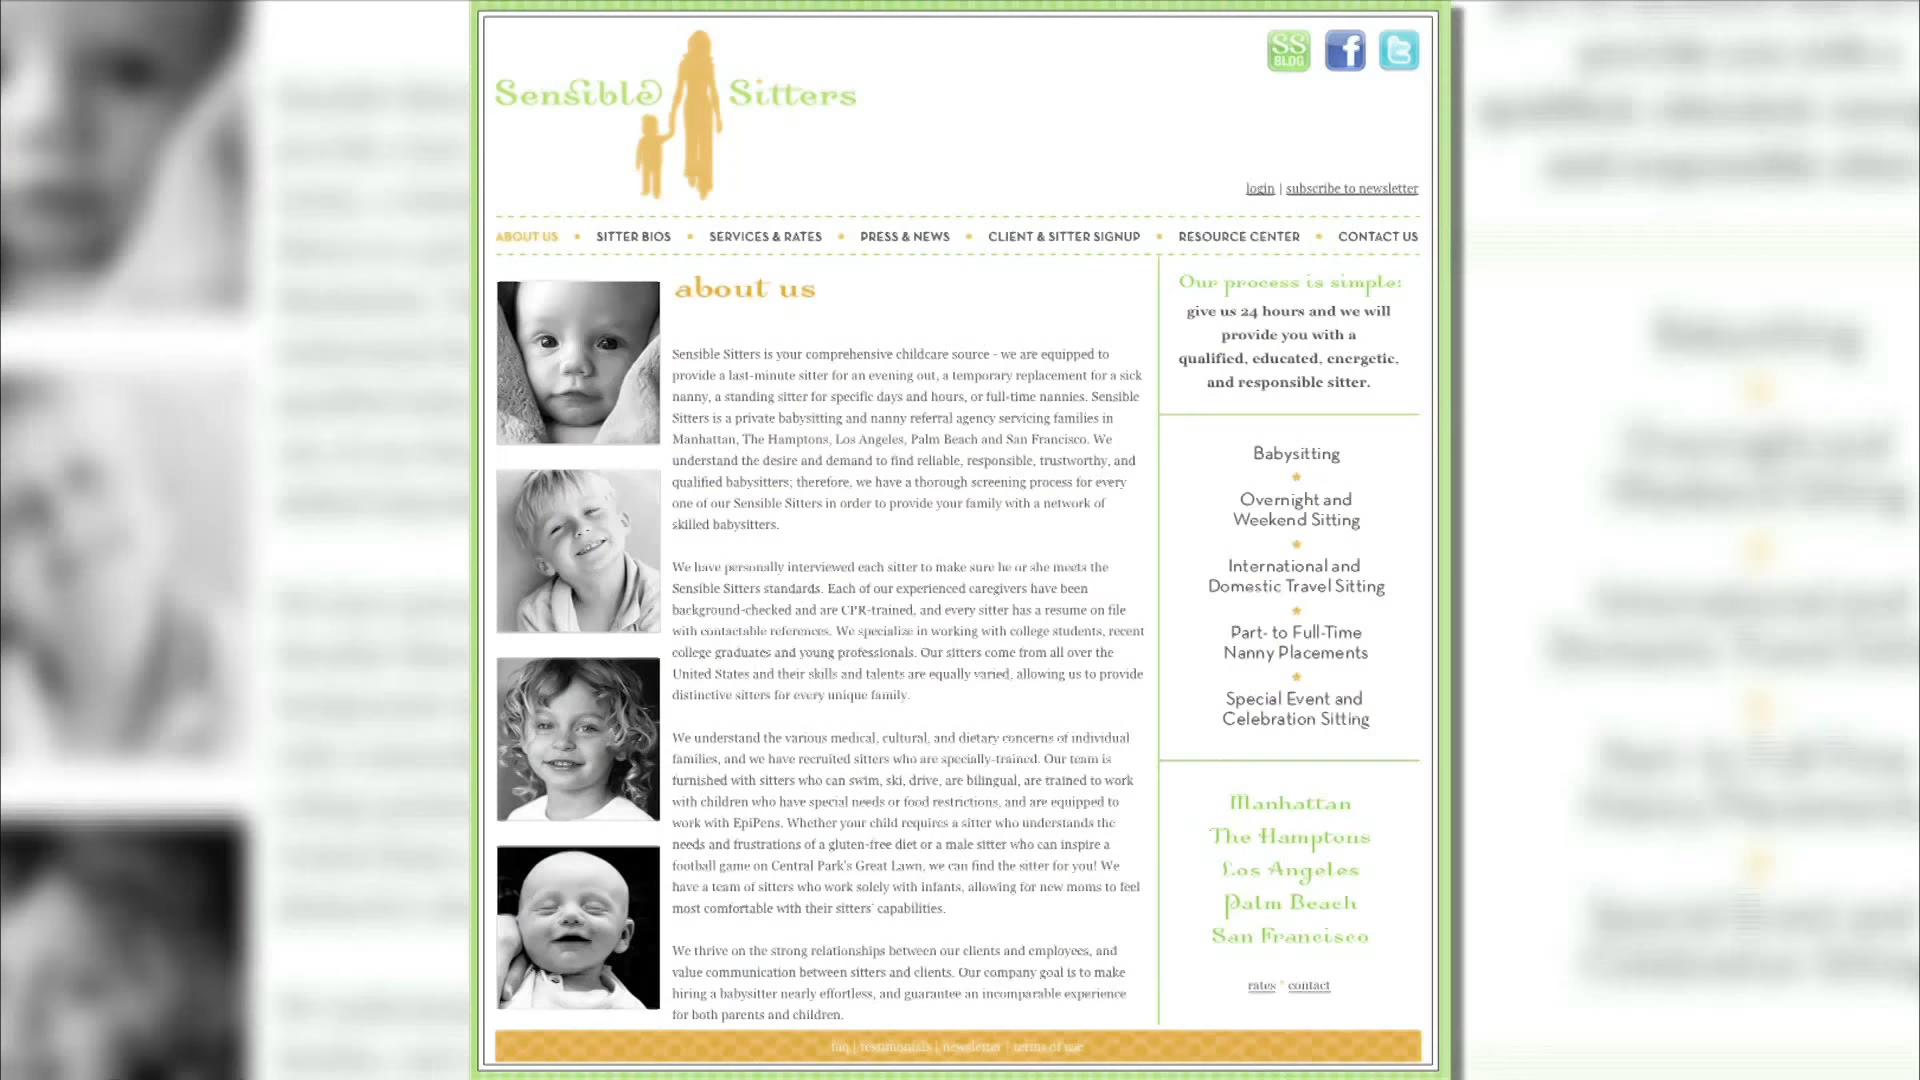 Sensible Sitters
SS
BLOG
f
t
login | subscribe to newsletter
ABOUT US
SITTER BIOS
SERVICES & RATES
PRESS & NEWS
CLIENT & SITTER SIGNUP
RESOURCE CENTER
CONTACT US
about us
Sensible Sitters is your comprehensive childcare source - we are equipped to
provide a last-minute sitter for an evening out, a temporary replacement for a sick
nanny, a standing sitter for specific days and hours, or full-time nannies. Sensible
Sitters is a private babysitting and nanny referral agency servicing families in
Manhattan, The Hamptons, Los Angeles, Palm Beach and San Francisco. We
understand the desire and demand to find reliable, responsible, trustworthy, and
qualified babysitters; therefore, we have a thorough screening process for every
one of our Sensible Sitters in order to provide your family with a network of
skilled babysitters.
We have personally interviewed each sitter to make sure he or she meets the
Sensible Sitters standards. Each of our experienced caregivers have been
background-checked and are CPR-trained, and every sitter has a resume on file
with contactable references. We specialize in working with college students, recent
college graduates and young professionals. Our sitters come from all over the
United States and their skills and talents are equally varied, allowing us to provide
distinctive sitters for every unique family.
We understand the various medical, cultural, and dietary concerns of individual
families, and we have recruited sitters who are specially-trained. Our team is
furnished with sitters who can swim, ski, drive, are bilingual, are trained to work
with children who have special needs or food restrictions, and are equipped to
work with EpiPens. Whether your child requires a sitter who understands the
needs and frustrations of a gluten-free diet or a male sitter who can inspire a
football game on Central Park's Great Lawn, we can find the sitter for you! We
have a team of sitters who work solely with infants, allowing for new moms to feel
most comfortable with their sitters' capabilities.
We thrive on the strong relationships between our clients and employees, and
value communication between sitters and clients. Our company goal is to make
hiring a babysitter nearly effortless, and guarantee an incomparable experience
for both parents and children.
Our process is simple:
give us 24 hours and we will
provide you with a
qualified, educated, energetic,
and responsible sitter.
Babysitting
Overnight and
Weekend Sitting
International and
Domestic Travel Sitting
Part- to Full-Time
Nanny Placements
Special Event and
Celebration Sitting
Manhattan
The Hamptons
Los Angeles
Palm Beach
San Francisco
rates * contact
faq | testimonials | newsletter | terms of use